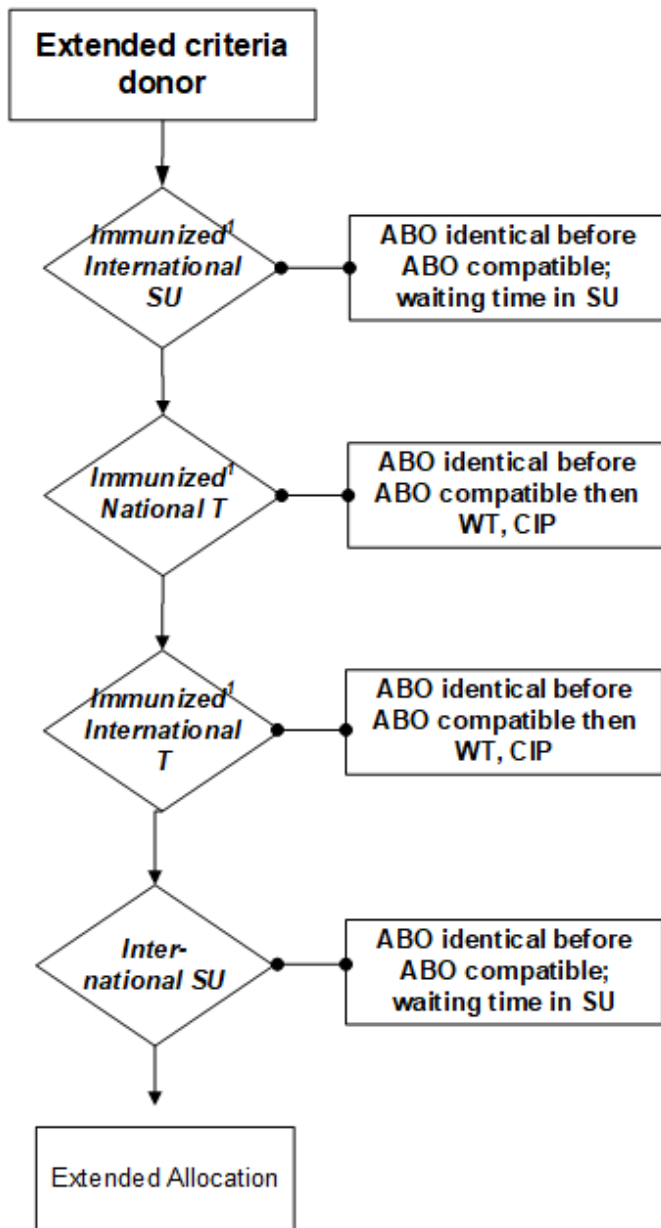 Extended criteria
donor
Immunized¹
International
SU
ABO identical before
ABO compatible;
waiting time in SU
Immunized¹
National T
ABO identical before
ABO compatible then
WT, CIP
Immunized¹
International
T
ABO identical before
ABO compatible then
WT, CIP
Inter-
national SU
ABO identical before
ABO compatible;
waiting time in SU
Extended Allocation